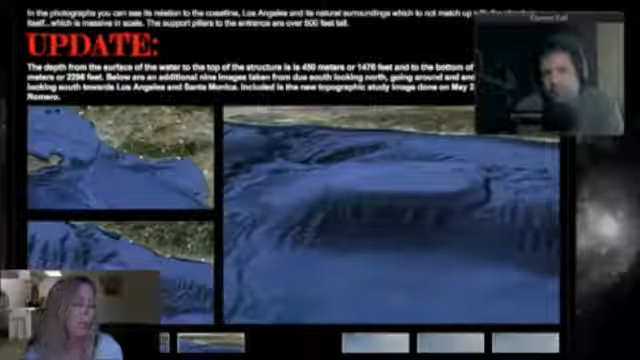 In the photographs you can see its relation to the coastline, Los Angeles and its natural surroundings which to not match up
itself... which is massive in scale. The support pillars to the entrance are over 600 feet tall.
UPDATE:
The depth from the surface of the water to the top of the structure is is 450 meters or 1476 feet and to the bottom of
meters or 2298 feet. Below are an additional nine images taken from due south looking north, going around and
looking south towards Los Angeles and Santa Monica. Included is the new topographic study image done on May 2
Romero.